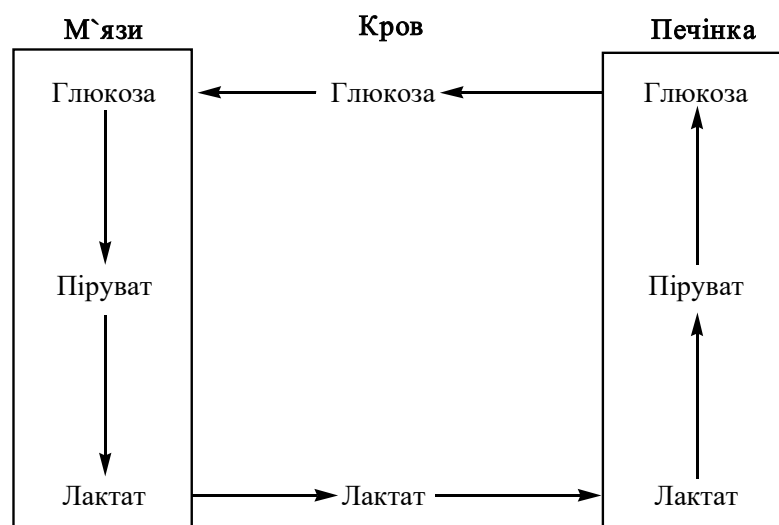 М`язи Кров Печінка
Глюкоза Глюкоза Глюкоза
Піруват Піруват
Лактат Лактат Лактат